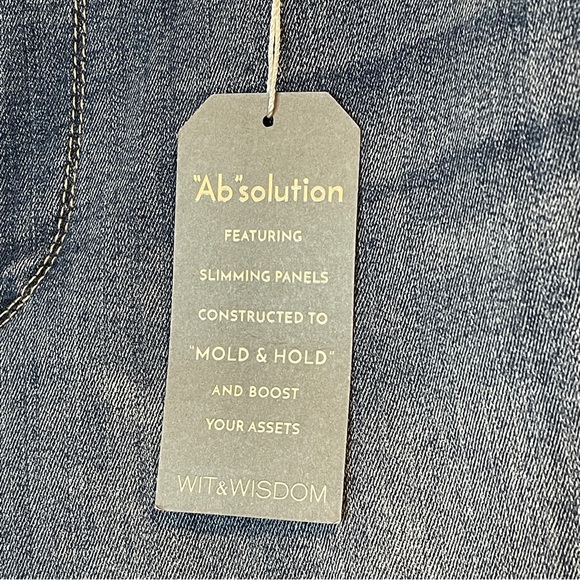 "Ab"solution
FEATURING
SLIMMING PANELS
CONSTRUCTED TO
"MOLD & HOLD"
AND BOOST
YOUR ASSETS
WIT&WISDOM